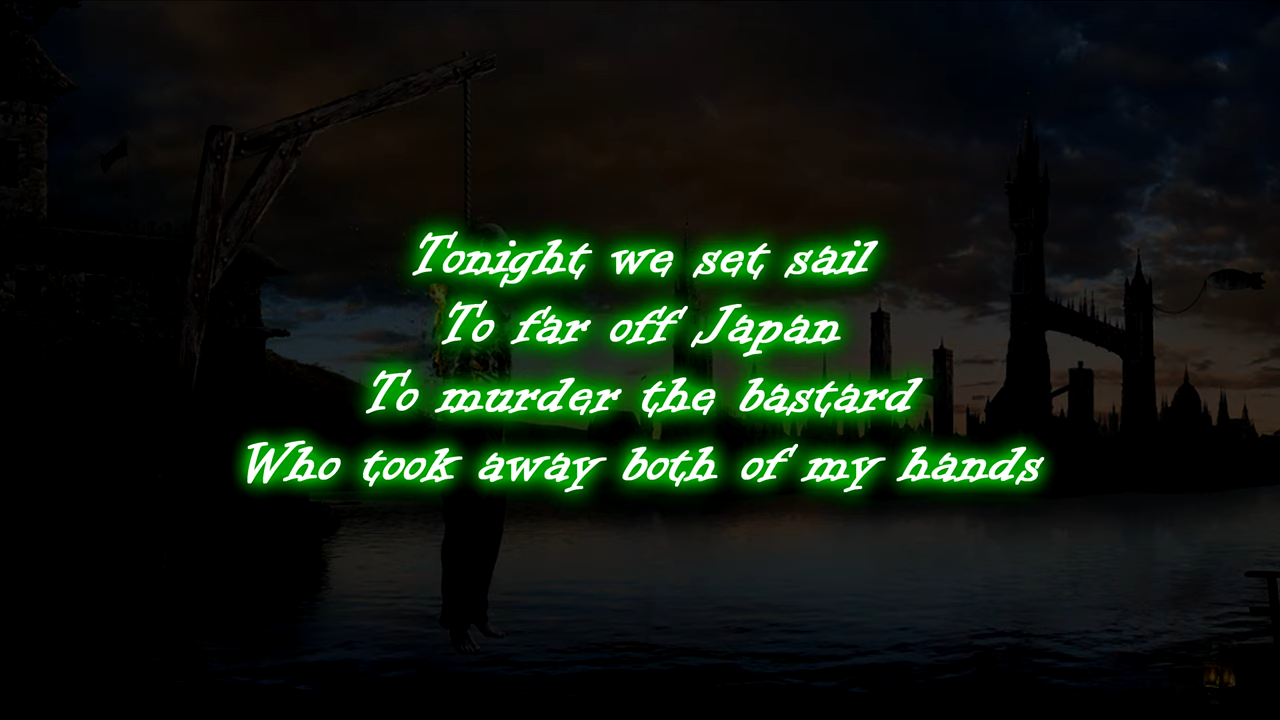 Tonight we set sail
To far off Japan
To murder the bastard
Who took away both of my hands